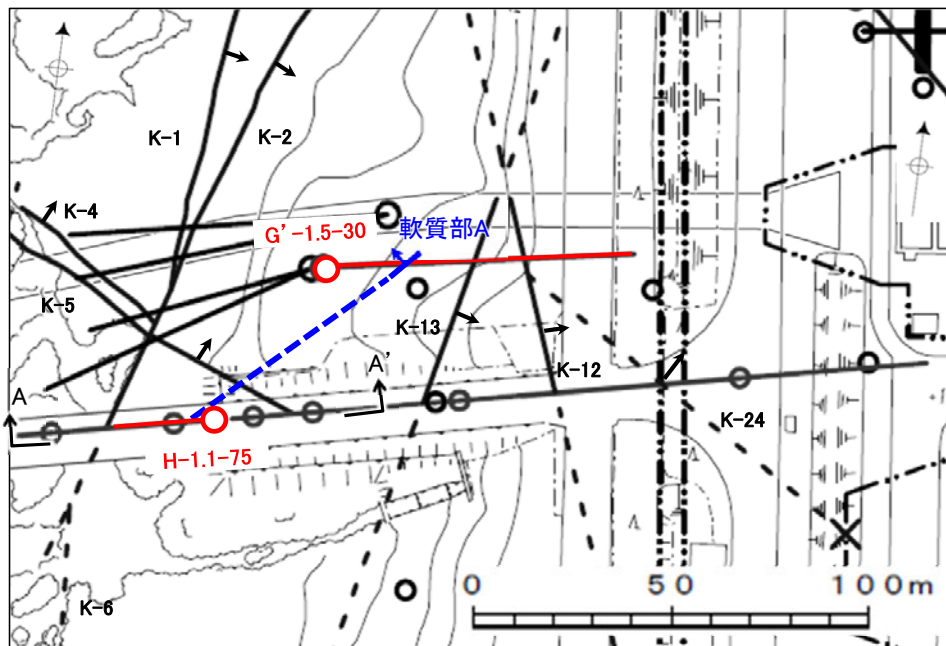 K-1
K-2
K-4
G'-1.5-30
軟質部A
K-5
K-13
A
A'
K-12
K-24
H-1.1-75
K-6
0 50 100m